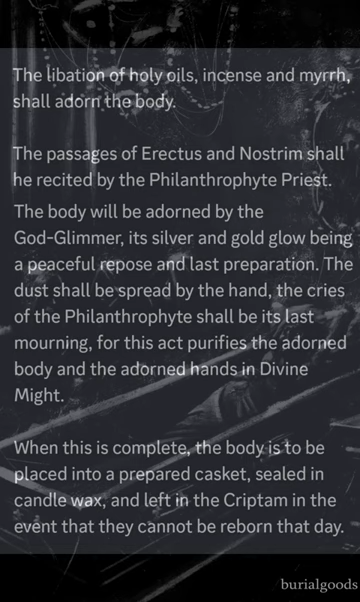 The libation of holy oils, incense and myrrh,
shall adorn the body.
The passages of Erectus and Nostrim shall
he recited by the Philanthrophyte Priest.
The body will be adorned by the
God-Glimmer, its silver and gold glow being
a peaceful repose and last preparation. The
dust shall be spread by the hand, the cries
of the Philanthrophyte shall be its last
mourning, for this act purifies the adorned
body and the adorned hands in Divine
Might.
When this is complete, the body is to be
placed into a prepared casket, sealed in
candle wax, and left in the Criptam in the
event that they cannot be reborn that day.
burialgoods